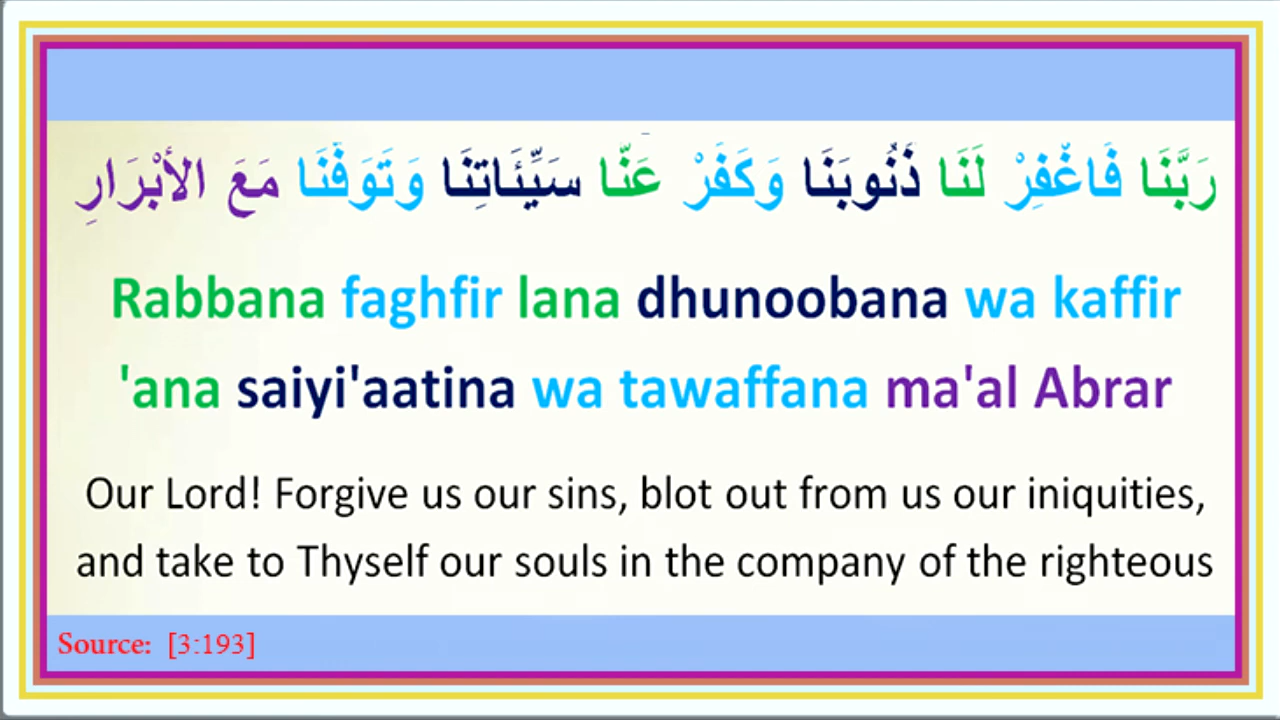 رَبَّنَا فَاغْفِرْ لَنَا ذُنُوبَنَا وَكَفِّرْ عَنَّا سَيِّئَاتِنَا وَتَوَفَّنَا مَعَ الأَبْرَارِ
Rabbana faghfir lana dhunoobana wa kaffir
'ana saiyi'aatina wa tawaffana ma'al Abrar
Our Lord! Forgive us our sins, blot out from us our iniquities,
and take to Thyself our souls in the company of the righteous
Source: [3:193]